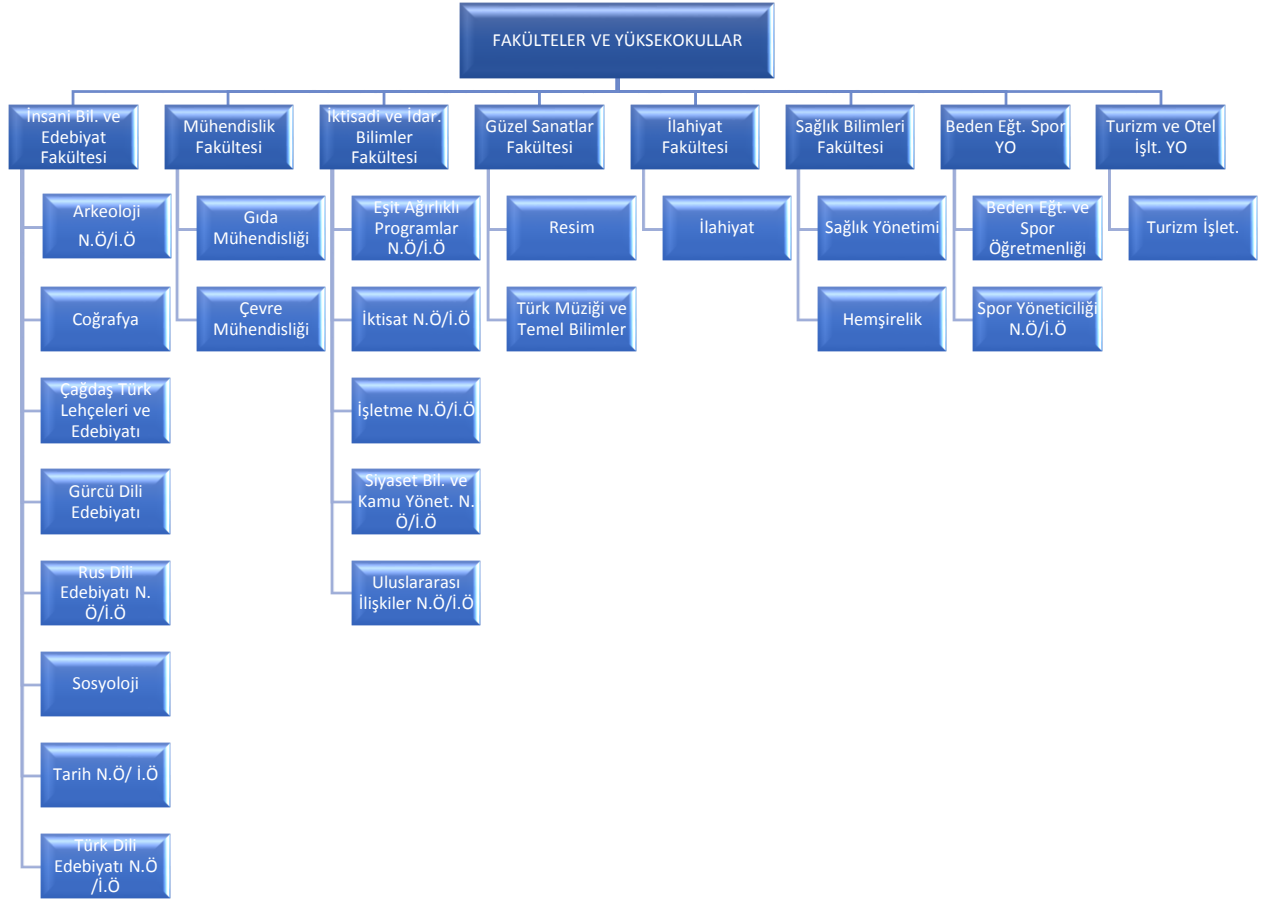 FAKÜLTELER VE YÜKSEKOKULLAR
İnsani Bil. ve
Edebiyat
Fakültesi
Arkeoloji
N.Ö/İ.Ö
Coğrafya
Çağdaş Türk
Lehçeleri ve
Edebiyatı
Gürcü Dili
Edebiyatı
Rus Dili
Edebiyatı N.
Ö/İ.Ö
Sosyoloji
Tarih N.Ö/ İ.Ö
Türk Dili
Edebiyatı N.Ö
/İ.Ö
Mühendislik
Fakültesi
Gıda
Mühendisliği
Çevre
Mühendisliği
İktisadi ve İdar.
Bilimler
Fakültesi
Eşit Ağırlıklı
Programlar
N.Ö/İ.Ö
İktisat N.Ö/İ.Ö
İşletme N.Ö/İ.Ö
Siyaset Bil. ve
Kamu Yönet. N.
Ö/İ.Ö
Uluslararası
İlişkiler N.Ö/İ.Ö
Güzel Sanatlar
Fakültesi
Resim
Türk Müziği ve
Temel Bilimler
İlahiyat
Fakültesi
İlahiyat
Sağlık Bilimleri
Fakültesi
Sağlık Yönetimi
Hemşirelik
Beden Eğt. Spor
YO
Beden Eğt. ve
Spor
Öğretmenliği
Spor Yöneticiliği
N.Ö/İ.Ö
Turizm ve Otel
İşlt. YO
Turizm İşlet.